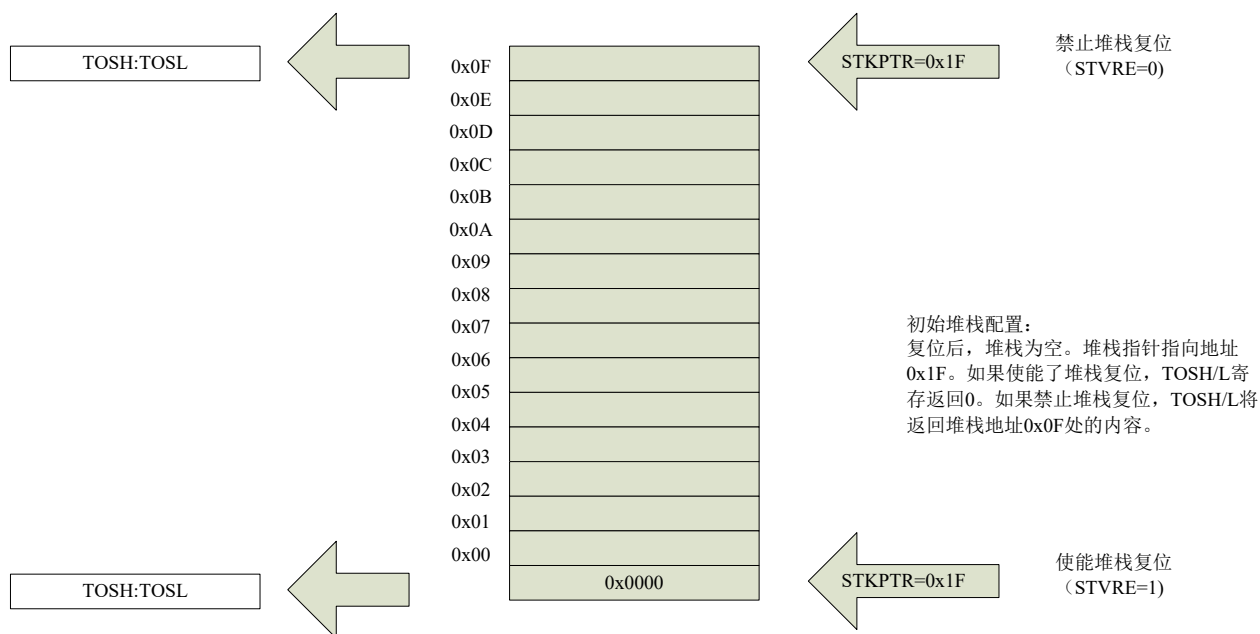 TOSH:TOSL
0x0F
STKPTR=0x1F
禁止堆栈复位
（STVRE=0)
0x0E
0x0D
0x0C
0x0B
0x0A
0x09
0x08
0x07
0x06
0x05
0x04
0x03
0x02
0x01
0x00
初始堆栈配置：
复位后，堆栈为空。堆栈指针指向地址
0x1F。如果使能了堆栈复位，TOSH/L寄
存返回0。如果禁止堆栈复位，TOSH/L将
返回堆栈地址0x0F处的内容。
TOSH:TOSL
0x0000
STKPTR=0x1F
使能堆栈复位
（STVRE=1)